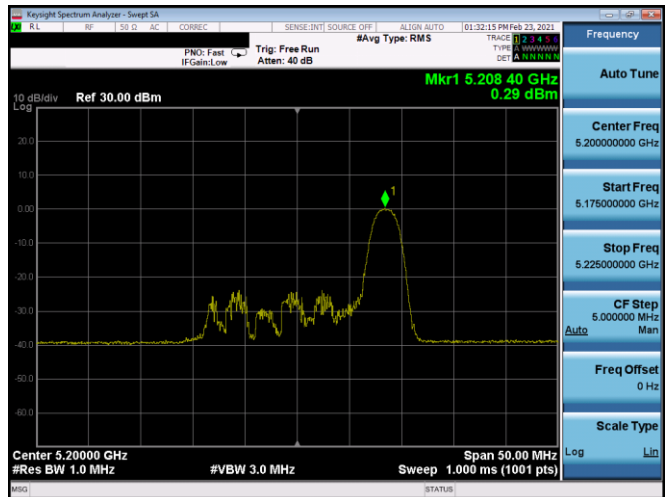 Keysight Spectrum Analyzer - Swept SA
RL RF 50 Ω AC CORREC SENSE:INT SOURCE OFF ALIGN AUTO 01:32:15 PM Feb 23, 2021
#Avg Type: RMS
TRACE 1 2 3 4 5 6
TYPE A WWWWW
DET A NNNNN
PNO: Fast
IFGain:Low
Trig: Free Run
Atten: 40 dB
Mkr1 5.208 40 GHz
0.29 dBm
10 dB/div Ref 30.00 dBm
Log
20.0
0.00
-10.0
-20.0
-30.0
-40.0
-50.0
-60.0
1
Center 5.20000 GHz Span 50.00 MHz
#Res BW 1.0 MHz #VBW 3.0 MHz Sweep 1.000 ms (1001 pts)
MSG STATUS
Frequency
Auto Tune
Center Freq
5.200000000 GHz
Start Freq
5.175000000 GHz
Stop Freq
5.225000000 GHz
CF Step
5.000000 MHz
Auto Man
Freq Offset
0 Hz
Scale Type
Log Lin